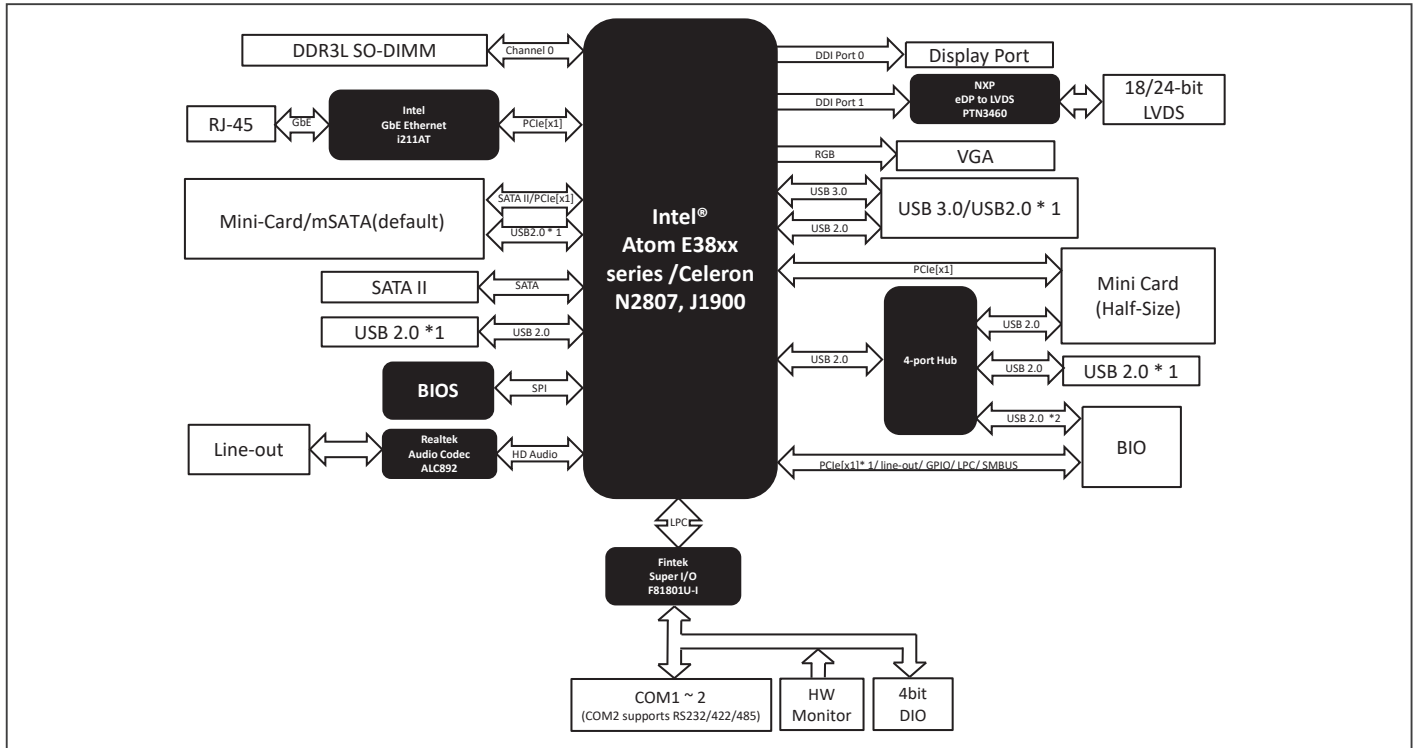 DDR3L SO-DIMM
Channel 0
RJ-45
GbE
Intel
GbE Ethernet
i211AT
PCIe[x1]
Mini-Card/mSATA(default)
SATA II/PCIe[x1]
USB2.0 * 1
SATA II
SATA
USB 2.0 *1
USB 2.0
BIOS
SPI
Line-out
Realtek
Audio Codec
ALC892
HD Audio
Intel®
Atom E38xx
series /Celeron
N2807, J1900
DDI Port 0
Display Port
DDI Port 1
NXP
eDP to LVDS
PTN3460
18/24-bit
LVDS
RGB
VGA
USB 3.0
USB 2.0
USB 3.0/USB2.0 * 1
PCIe[x1]
Mini Card
(Half-Size)
USB 2.0
4-port Hub
USB 2.0
USB 2.0
USB 2.0 * 1
USB 2.0 *2
BIO
PCIe[x1]* 1/ line-out/ GPIO/ LPC/ SMBUS
LPC
Fintek
Super I/O
F81801U-I
COM1 ~ 2
(COM2 supports RS232/422/485)
HW
Monitor
4bit
DIO